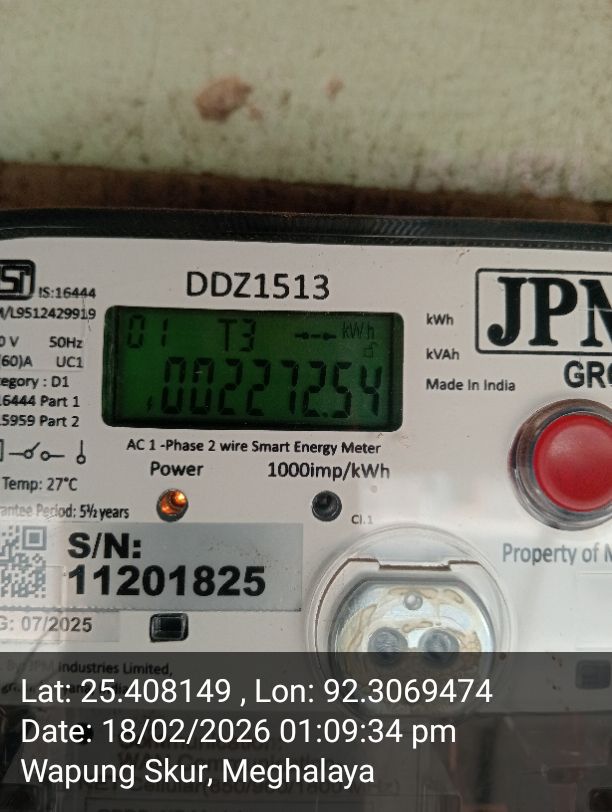 DDZ1513
IS:16444
/L9512429919
0 V 50Hz
(60)A UC1
tegory : D1
16444 Part 1
15959 Part 2
Temp: 27°C
antee Period: 5½ years
01 T3 kWh
00227254
kWh
kVAh
Made In India
JPM
GRO
AC 1 -Phase 2 wire Smart Energy Meter
Power 1000imp/kWh
Cl.1
S/N:
11201825
G: 07/2025
Property of M
By: JPM Industries Limited,
Lat: 25.408149 , Lon: 92.3069474
Date: 18/02/2026 01:09:34 pm
Wapung Skur, Meghalaya